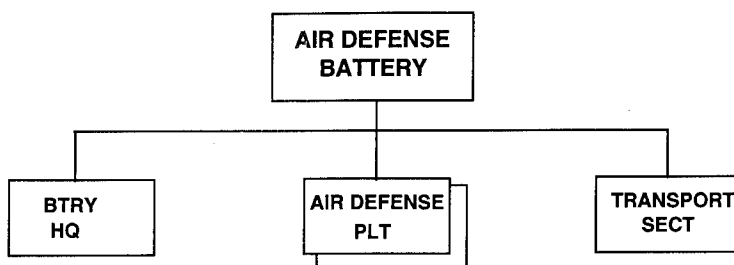 AIR DEFENSE
BATTERY
BTRY
HQ
AIR DEFENSE
PLT
TRANSPORT
SECT